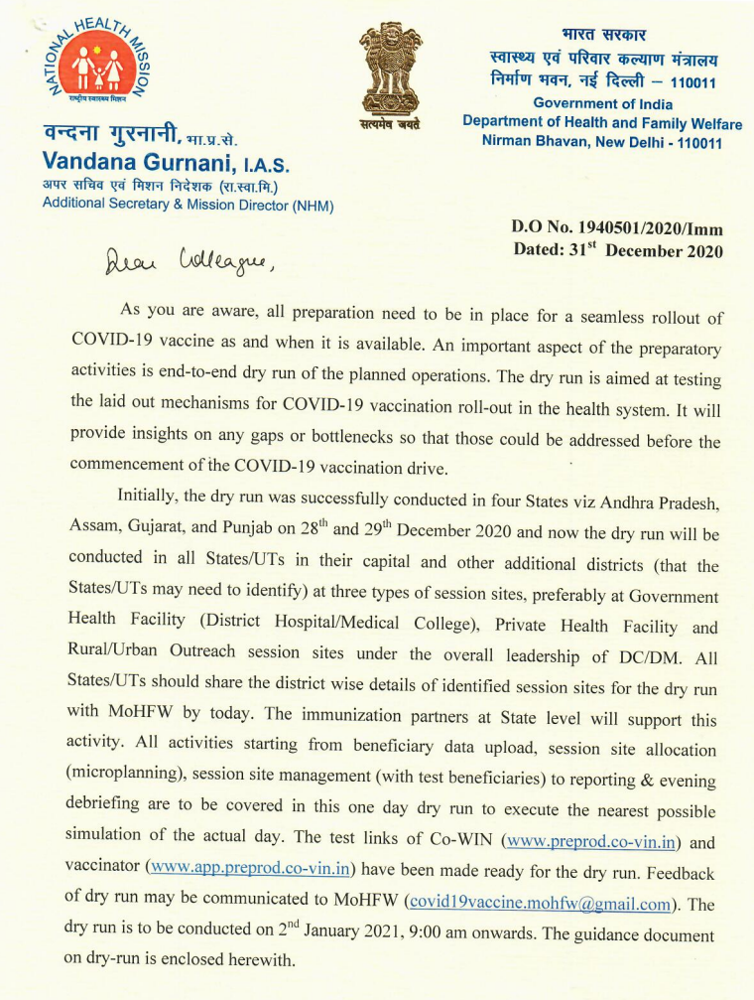 NATIONAL HEALTH MISSION
राष्ट्रीय स्वास्थ्य मिशन
सत्यमेव जयते
भारत सरकार
स्वास्थ्य एवं परिवार कल्याण मंत्रालय
निर्माण भवन, नई दिल्ली – 110011
Government of India
Department of Health and Family Welfare
Nirman Bhavan, New Delhi - 110011
वन्दना गुरनानी, भा.प्र.से.
Vandana Gurnani, I.A.S.
अपर सचिव एवं मिशन निदेशक (रा.स्वा.मि.)
Additional Secretary & Mission Director (NHM)
D.O No. 1940501/2020/Imm
Dated: 31st December 2020
Dear Colleague,
As you are aware, all preparation need to be in place for a seamless rollout of
COVID-19 vaccine as and when it is available. An important aspect of the preparatory
activities is end-to-end dry run of the planned operations. The dry run is aimed at testing
the laid out mechanisms for COVID-19 vaccination roll-out in the health system. It will
provide insights on any gaps or bottlenecks so that those could be addressed before the
commencement of the COVID-19 vaccination drive.
Initially, the dry run was successfully conducted in four States viz Andhra Pradesh,
Assam, Gujarat, and Punjab on 28th and 29th December 2020 and now the dry run will be
conducted in all States/UTs in their capital and other additional districts (that the
States/UTs may need to identify) at three types of session sites, preferably at Government
Health Facility (District Hospital/Medical College), Private Health Facility and
Rural/Urban Outreach session sites under the overall leadership of DC/DM. All
States/UTs should share the district wise details of identified session sites for the dry run
with MoHFW by today. The immunization partners at State level will support this
activity. All activities starting from beneficiary data upload, session site allocation
(microplanning), session site management (with test beneficiaries) to reporting & evening
debriefing are to be covered in this one day dry run to execute the nearest possible
simulation of the actual day. The test links of Co-WIN (www.preprod.co-vin.in) and
vaccinator (www.app.preprod.co-vin.in) have been made ready for the dry run. Feedback
of dry run may be communicated to MoHFW (covid19vaccine.mohfw@gmail.com). The
dry run is to be conducted on 2nd January 2021, 9:00 am onwards. The guidance document
on dry-run is enclosed herewith.